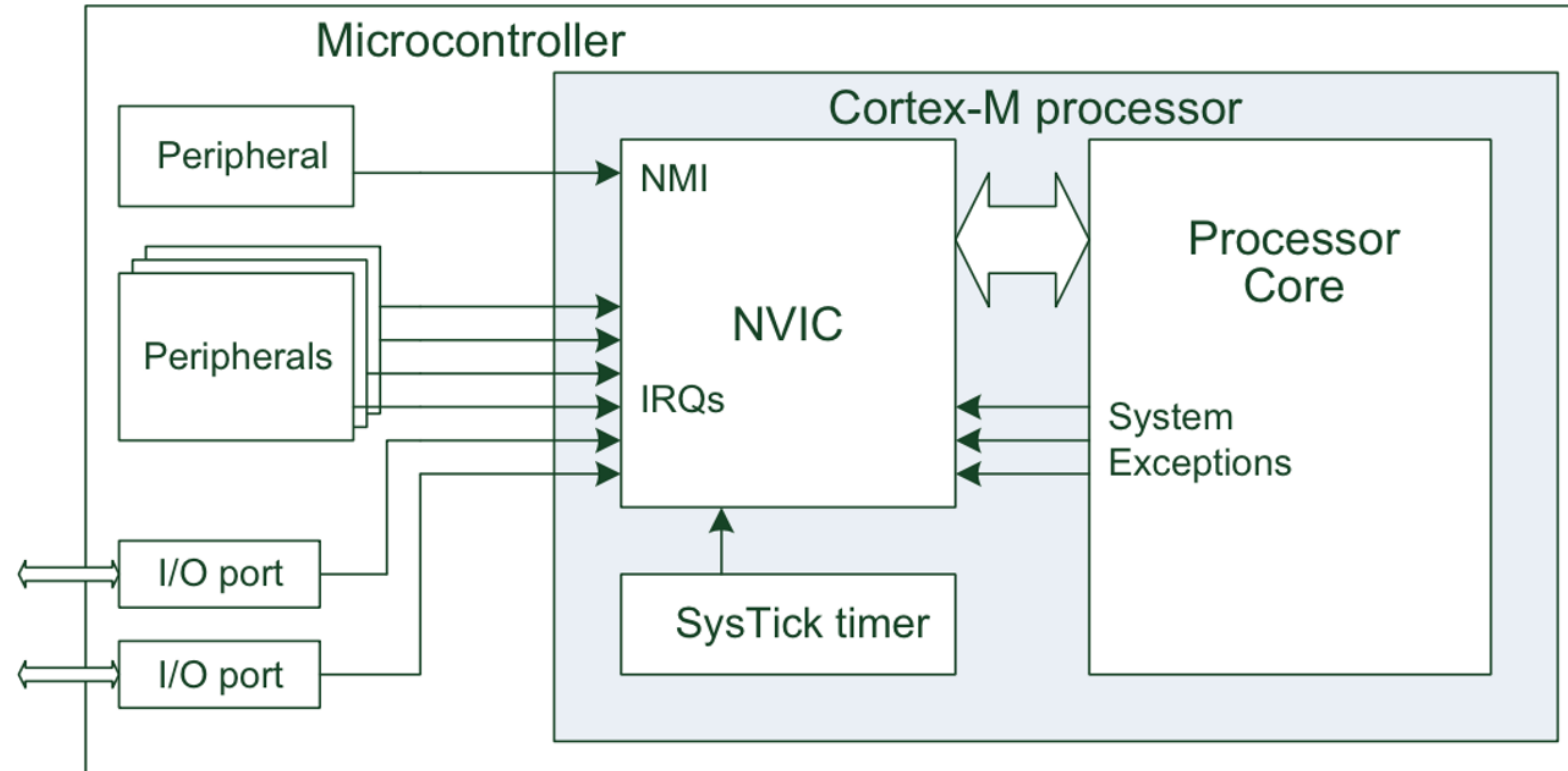 Microcontroller
Cortex-M processor
Peripheral
NMI
Processor
Core
NVIC
Peripherals
IRQs
System
Exceptions
I/O port
SysTick timer
I/O port